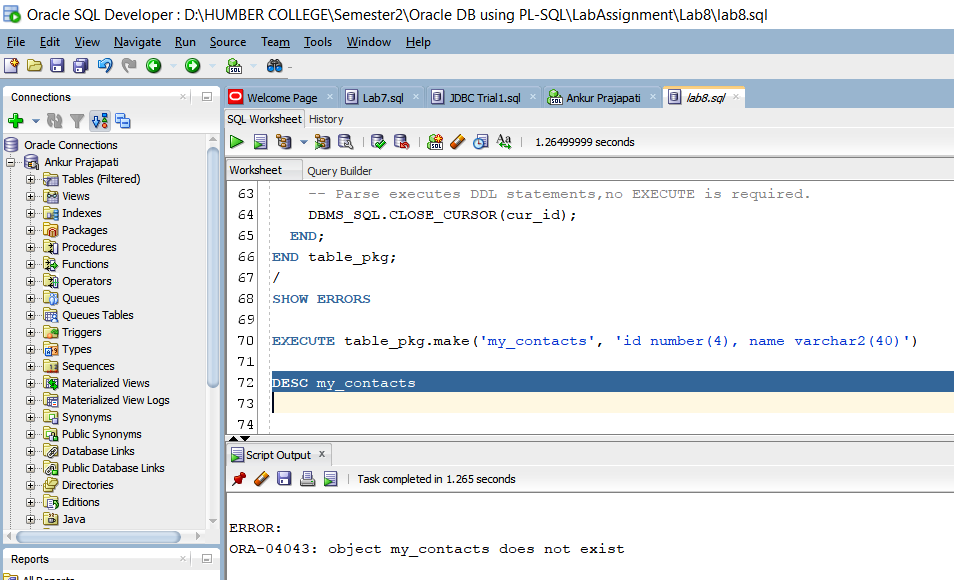 Oracle SQL Developer : D:\HUMBER COLLEGE\Semester2\Oracle DB using PL-SQL\LabAssignment\Lab8\lab8.sql
File Edit View Navigate Run Source Team Tools Window Help
Connections
Welcome Page Lab7.sql JDBC Trial1.sql Ankur Prajapati lab8.sql
SQL Worksheet History
1.26499999 seconds
Worksheet Query Builder
Oracle Connections
Ankur Prajapati
Tables (Filtered)
Views
Indexes
Packages
Procedures
Functions
Operators
Queues
Queues Tables
Triggers
Types
Sequences
Materialized Views
Materialized View Logs
Synonyms
Public Synonyms
Database Links
Public Database Links
Directories
Editions
Java
Reports
All Reports
63 -- Parse executes DDL statements,no EXECUTE is required.
64 DBMS_SQL.CLOSE_CURSOR(cur_id);
65 END;
66 END table_pkg;
67 /
68 SHOW ERRORS
69
70 EXECUTE table_pkg.make('my_contacts', 'id number(4), name varchar2(40)')
71
72 DESC my_contacts
73
74
Script Output
Task completed in 1.265 seconds
ERROR:
ORA-04043: object my_contacts does not exist